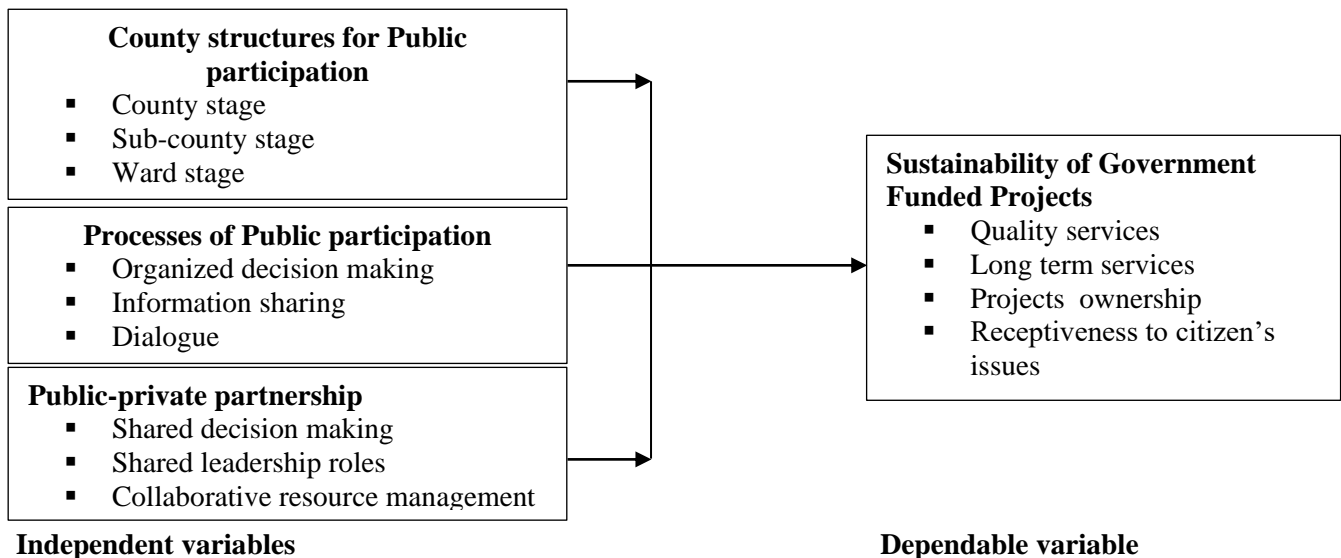 County structures for Public
participation
▪ County stage
▪ Sub-county stage
▪ Ward stage
Processes of Public participation
▪ Organized decision making
▪ Information sharing
▪ Dialogue
Public-private partnership
▪ Shared decision making
▪ Shared leadership roles
▪ Collaborative resource management
Independent variables
Sustainability of Government
Funded Projects
▪ Quality services
▪ Long term services
▪ Projects ownership
▪ Receptiveness to citizen’s
issues
Dependable variable